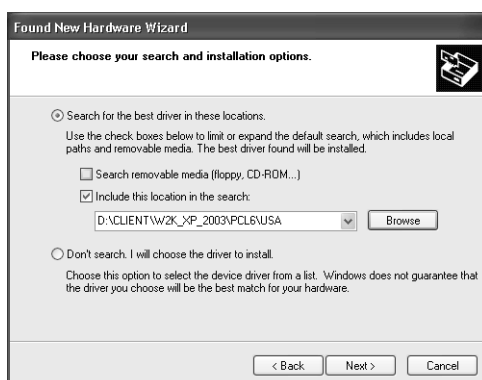 Found New Hardware Wizard
Please choose your search and installation options.
Search for the best driver in these locations.
Use the check boxes below to limit or expand the default search, which includes local
paths and removable media. The best driver found will be installed.
Search removable media (floppy, CD-ROM...)
Include this location in the search:
D:\CLIENT\W2K_XP_2003\PCL6\USA
Browse
Don't search. I will choose the driver to install.
Choose this option to select the device driver from a list. Windows does not guarantee that
the driver you choose will be the best match for your hardware.
< Back Next > Cancel